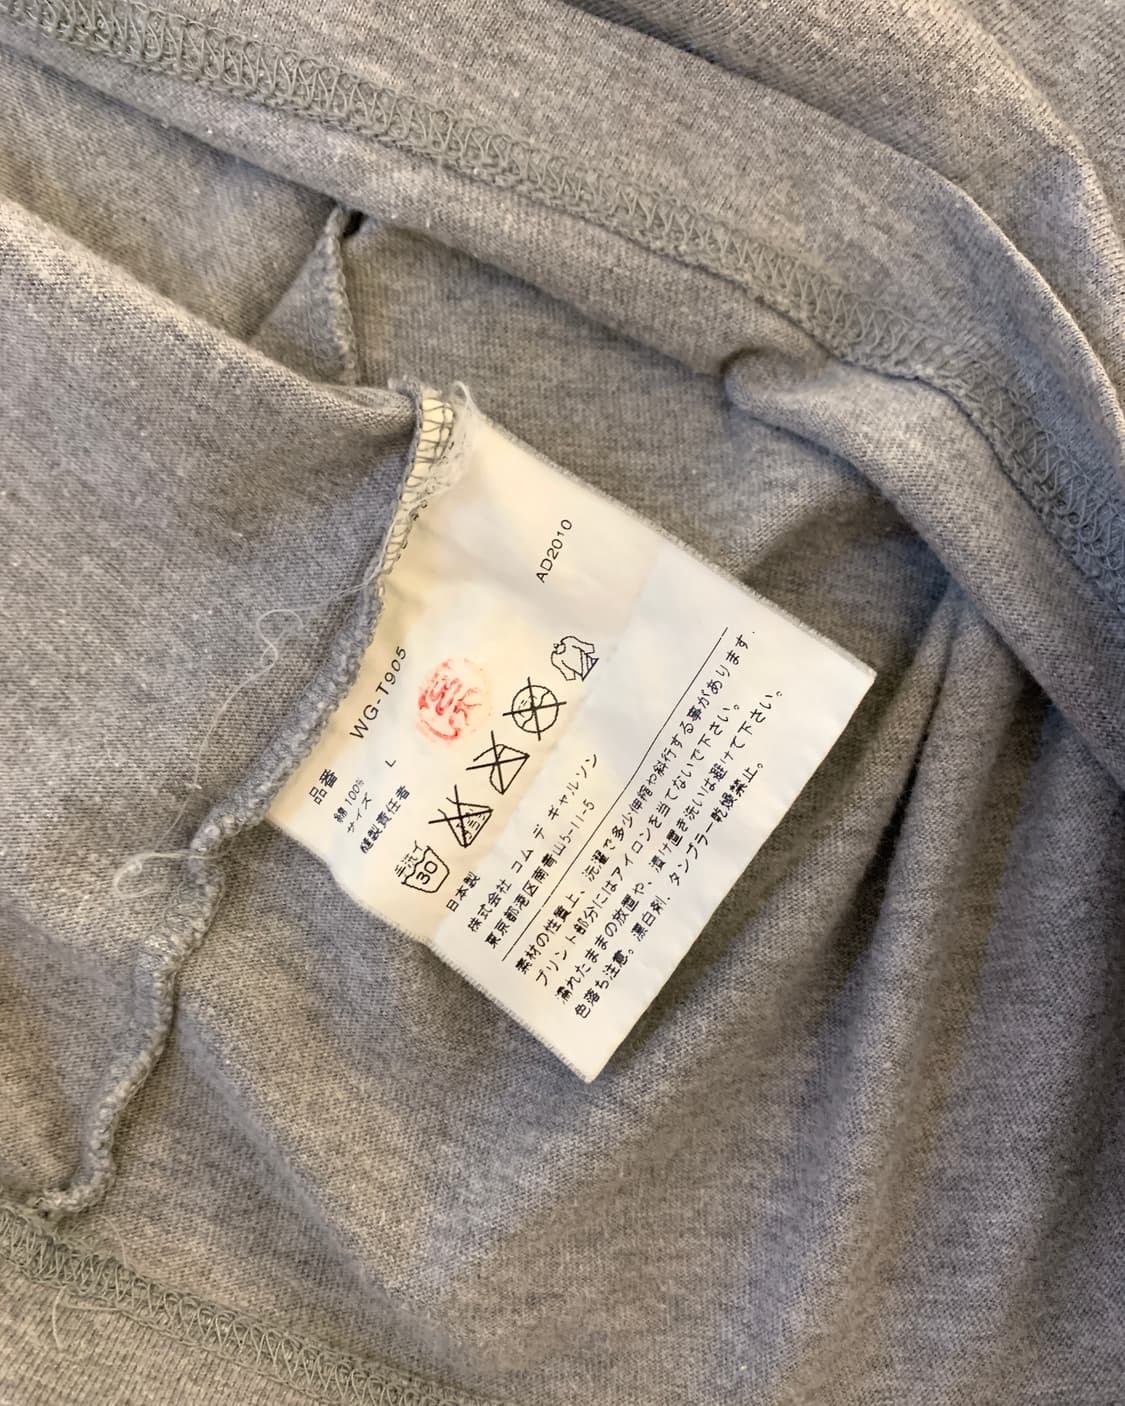 AD2010
品番 WG-T905
綿 100%
サイズ L
縫製責任者
手洗イ
30
日本製
株式会社 コム デ ギャルソン
東京都港区南青山5-11-5
素材の性質上、洗濯で多少伸縮や斜行する事があります。
プリント部分にはアイロンを当てないで下さい。
濡れたままの放置や、漬け置き洗いは避けて下さい。
色落ち注意。漂白剤、タンブラー乾燥禁止。